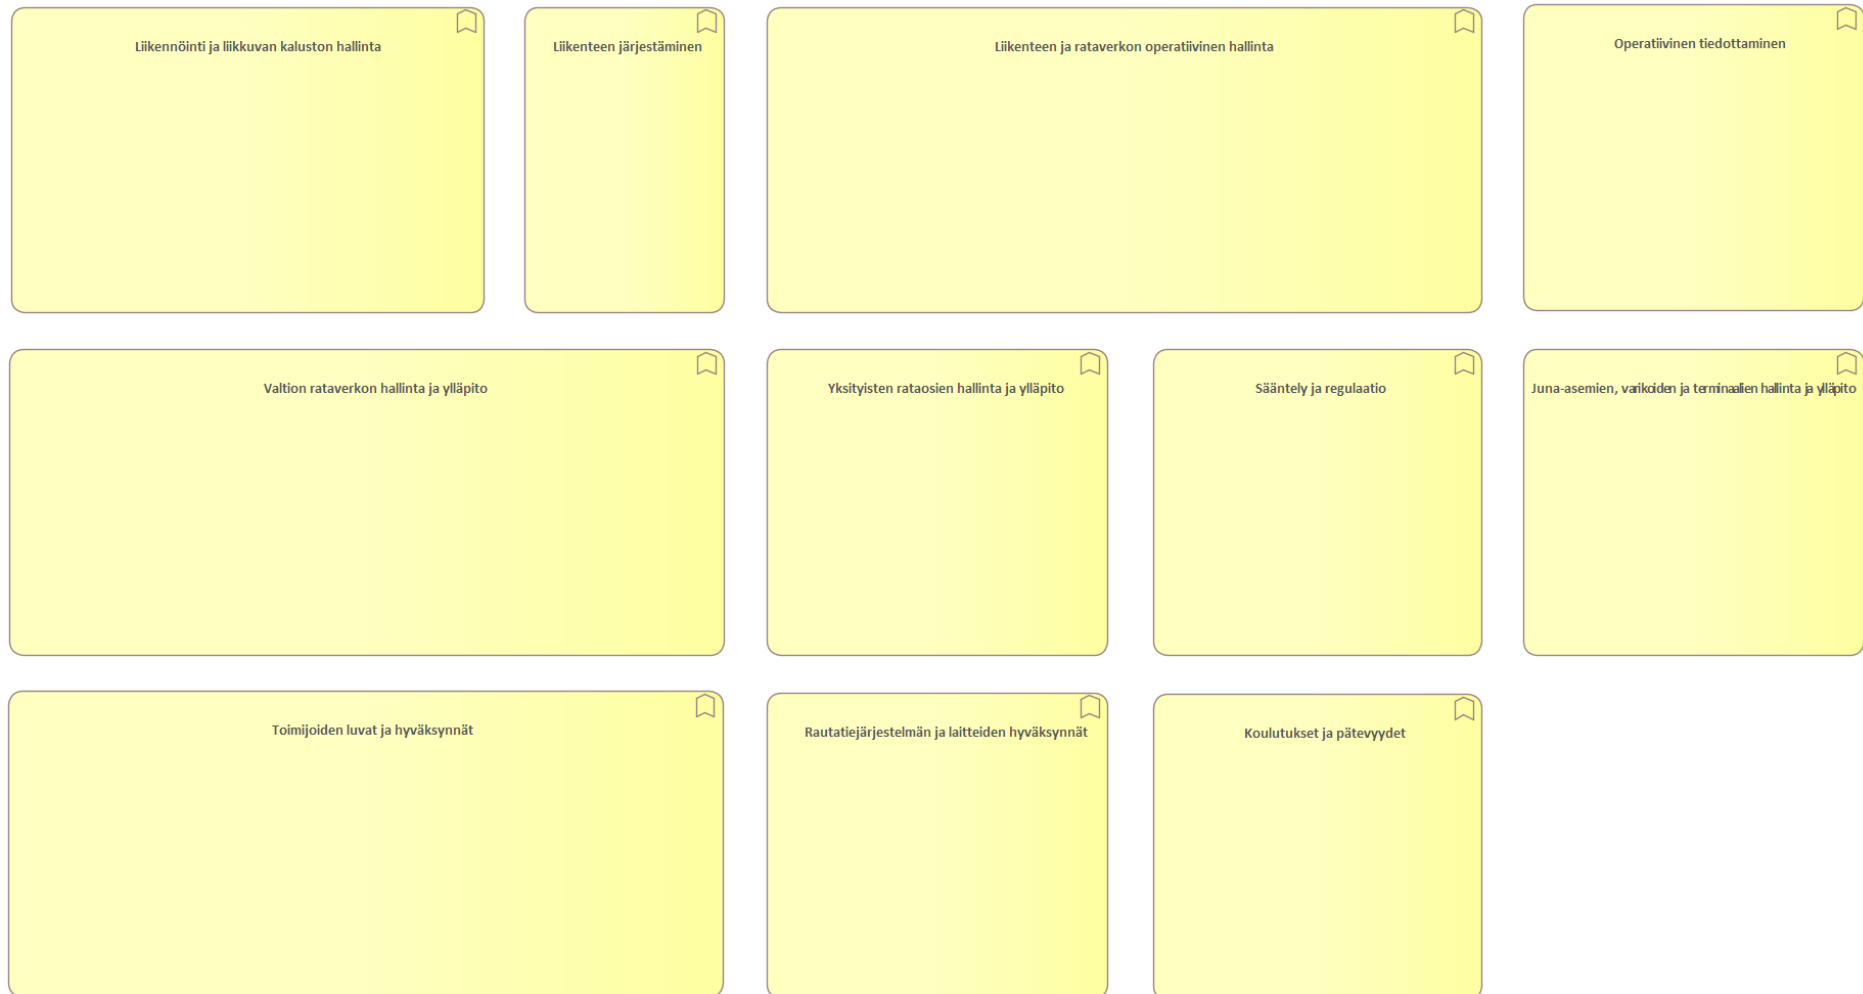 Liikennöinti ja liikkuvan kaluston hallinta
Liikenteen järjestäminen
Liikenteen ja rataverkon operatiivinen hallinta
Operatiivinen tiedottaminen
Valtion rataverkon hallinta ja ylläpito
Yksityisten rataosien hallinta ja ylläpito
Sääntely ja regulaatio
Juna-asemien, varikoiden ja terminaalien hallinta ja ylläpito
Toimijoiden luvat ja hyväksynnät
Rautatiejärjestelmän ja laitteiden hyväksynnät
Koulutukset ja pätevyydet